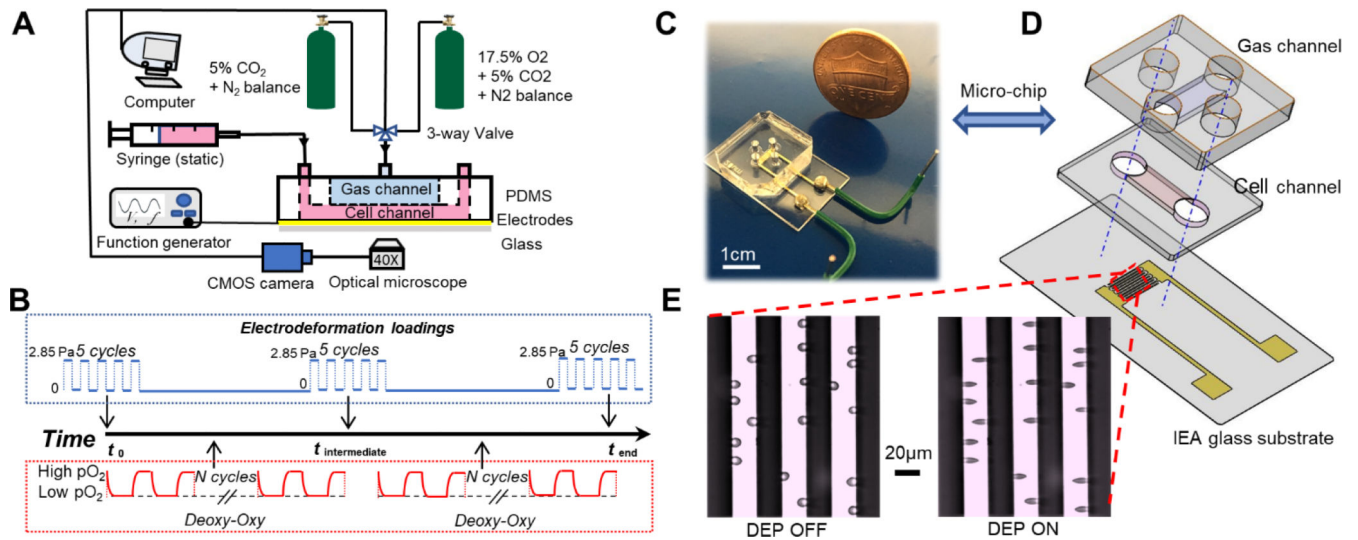 A
Computer
5% CO2
+ N2 balance
17.5% O2
+ 5% CO2
+ N2 balance
3-way Valve
Syringe (static)
Gas channel
Cell channel
PDMS
Electrodes
Glass
Function generator
CMOS camera
40X
Optical microscope
B
Electrodeformation loadings
2.85 Pa 5 cycles
0
2.85 Pa 5 cycles
0
2.85 Pa 5 cycles
0
Time
t 0
t intermediate
t end
High pO2
Low pO2
N cycles
Deoxy-Oxy
N cycles
Deoxy-Oxy
C
ONE CENT
1cm
Micro-chip
D
Gas channel
Cell channel
IEA glass substrate
E
20μm
DEP OFF
DEP ON